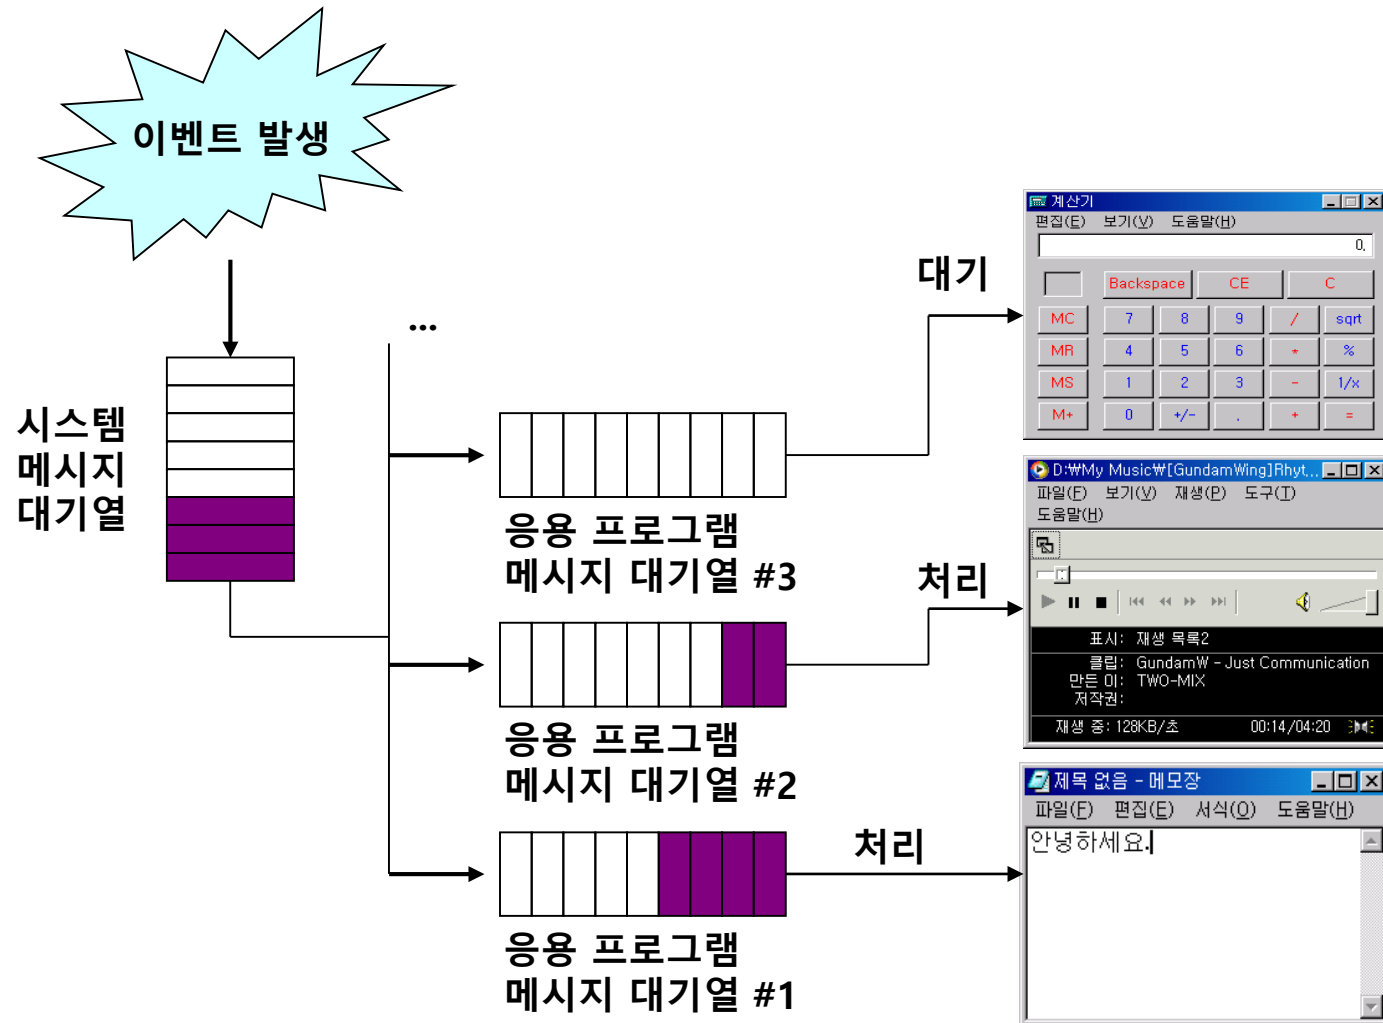 이벤트 발생
...
시스템
메시지
대기열
응용 프로그램
메시지 대기열 #3
응용 프로그램
메시지 대기열 #2
응용 프로그램
메시지 대기열 #1
대기
처리
처리
계산기
편집(E) 보기(V) 도움말(H)
0.
Backspace CE C
MC 7 8 9 / sqrt
MR 4 5 6 * %
MS 1 2 3 - 1/x
M+ 0 +/- . + =
D:₩My Music₩[GundamWing]Rhyt...
파일(F) 보기(V) 재생(P) 도구(T)
도움말(H)
표시: 재생 목록2
클립: GundamW - Just Communication
만든 이: TWO-MIX
저작권:
재생 중: 128KB/초 00:14/04:20
제목 없음 - 메모장
파일(F) 편집(E) 서식(O) 도움말(H)
안녕하세요.